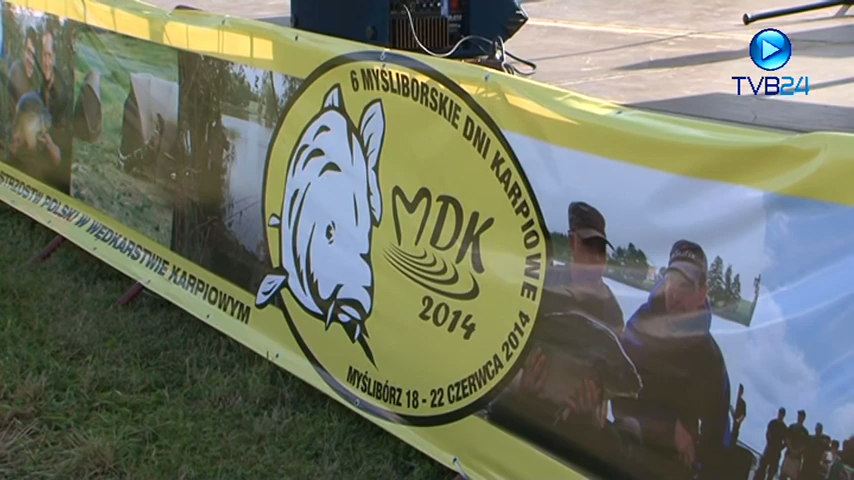 TVB24
6 MYŚLIBORSKIE DNI KARPIOWE
MDK
2014
MYŚLIBÓRZ 18 - 22 CZERWCA 2014
POLSKI W WĘDKARSTWIE KARPIOWYM